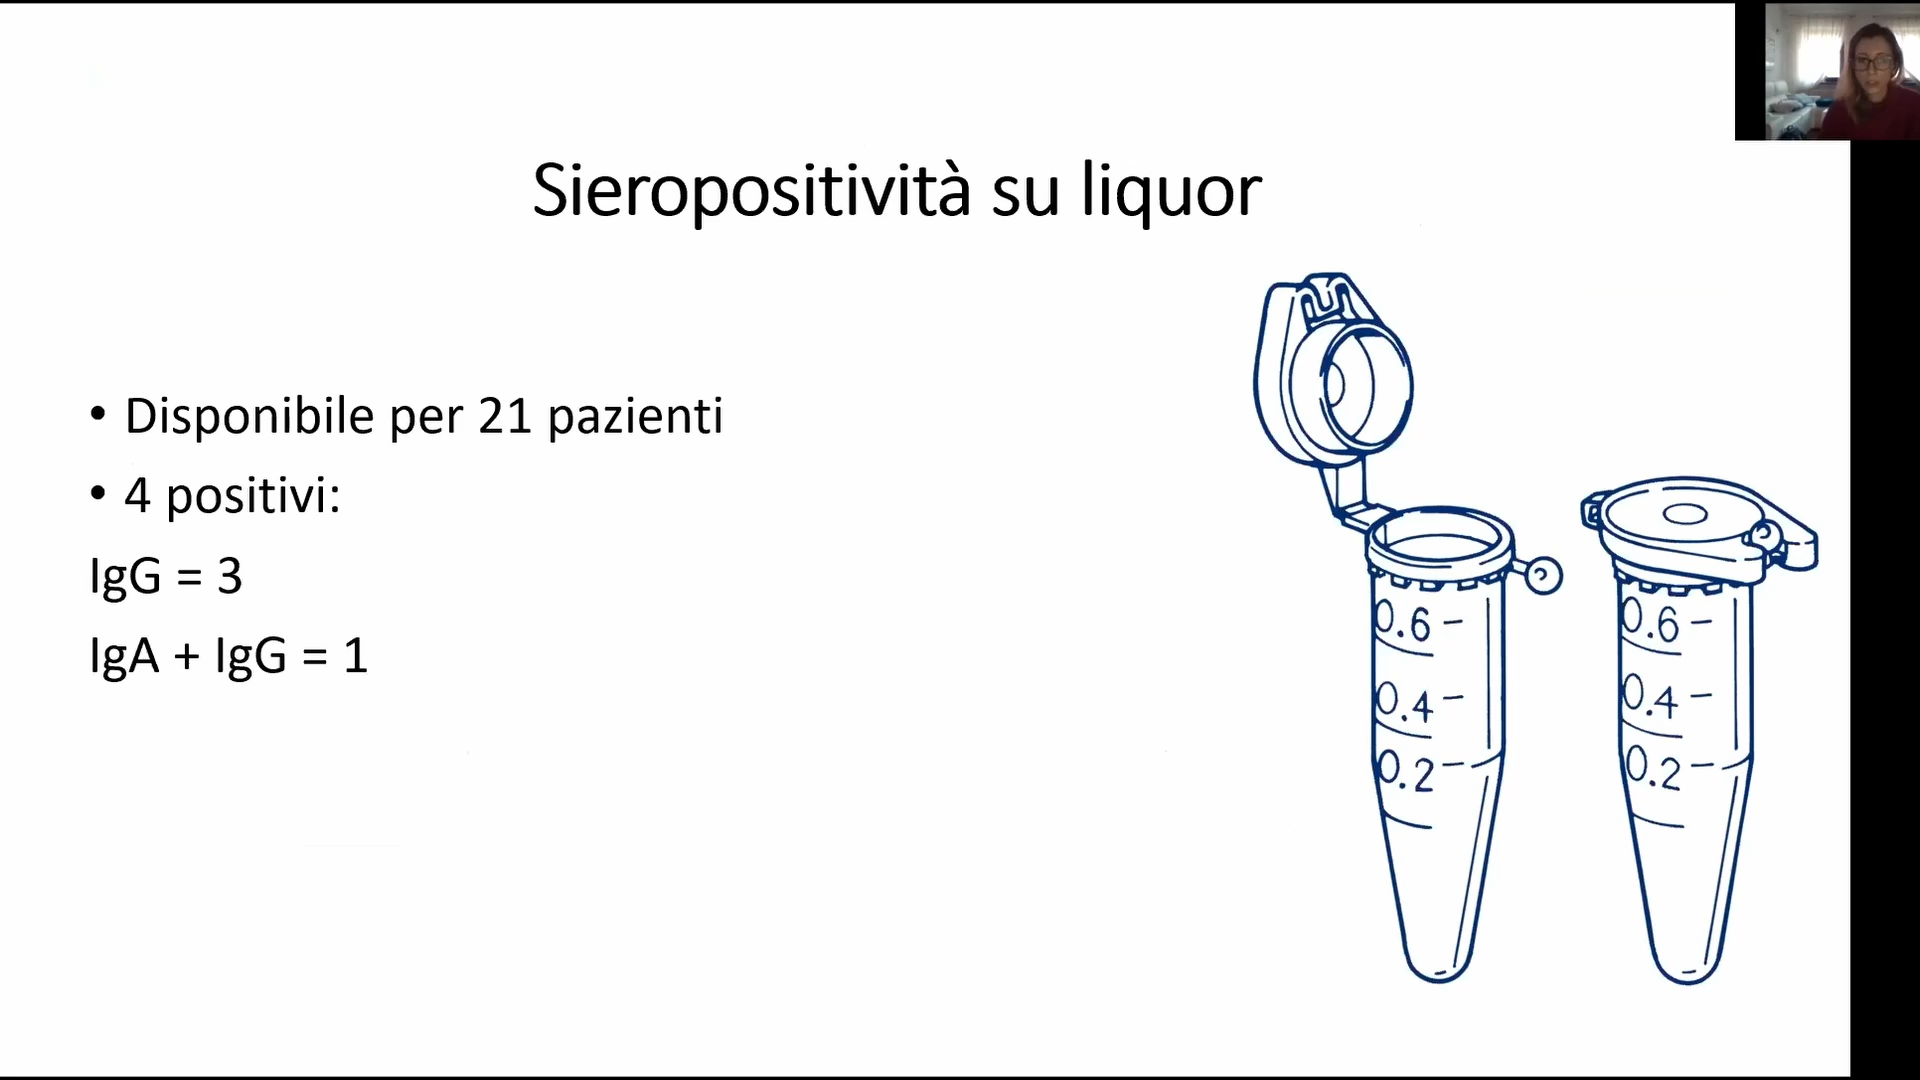 Sieropositività su liquor
• Disponibile per 21 pazienti
• 4 positivi:
IgG = 3
IgA + IgG = 1
0.6
0.4
0.2
0.6
0.4
0.2